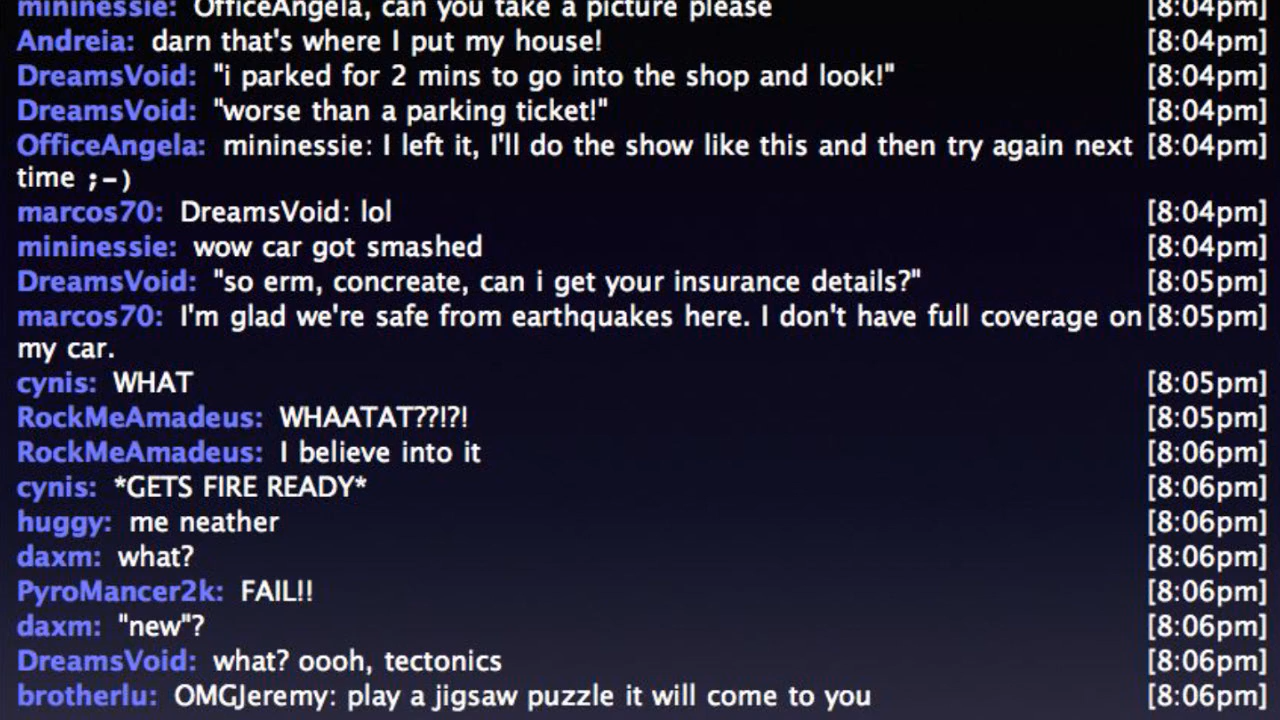 mininessie: OfficeAngela, can you take a picture please [8:04pm]
Andreia: darn that's where I put my house! [8:04pm]
DreamsVoid: "i parked for 2 mins to go into the shop and look!" [8:04pm]
DreamsVoid: "worse than a parking ticket!" [8:04pm]
OfficeAngela: mininessie: I left it, I'll do the show like this and then try again next [8:04pm]
time ;-)
marcos70: DreamsVoid: lol [8:04pm]
mininessie: wow car got smashed [8:04pm]
DreamsVoid: "so erm, concreate, can i get your insurance details?" [8:05pm]
marcos70: I'm glad we're safe from earthquakes here. I don't have full coverage on [8:05pm]
my car.
cynis: WHAT [8:05pm]
RockMeAmadeus: WHAATAT??!?! [8:05pm]
RockMeAmadeus: I believe into it [8:06pm]
cynis: *GETS FIRE READY* [8:06pm]
huggy: me neather [8:06pm]
daxm: what? [8:06pm]
PyroMancer2k: FAIL!! [8:06pm]
daxm: "new"? [8:06pm]
DreamsVoid: what? oooh, tectonics [8:06pm]
brotherlu: OMGJeremy: play a jigsaw puzzle it will come to you [8:06pm]